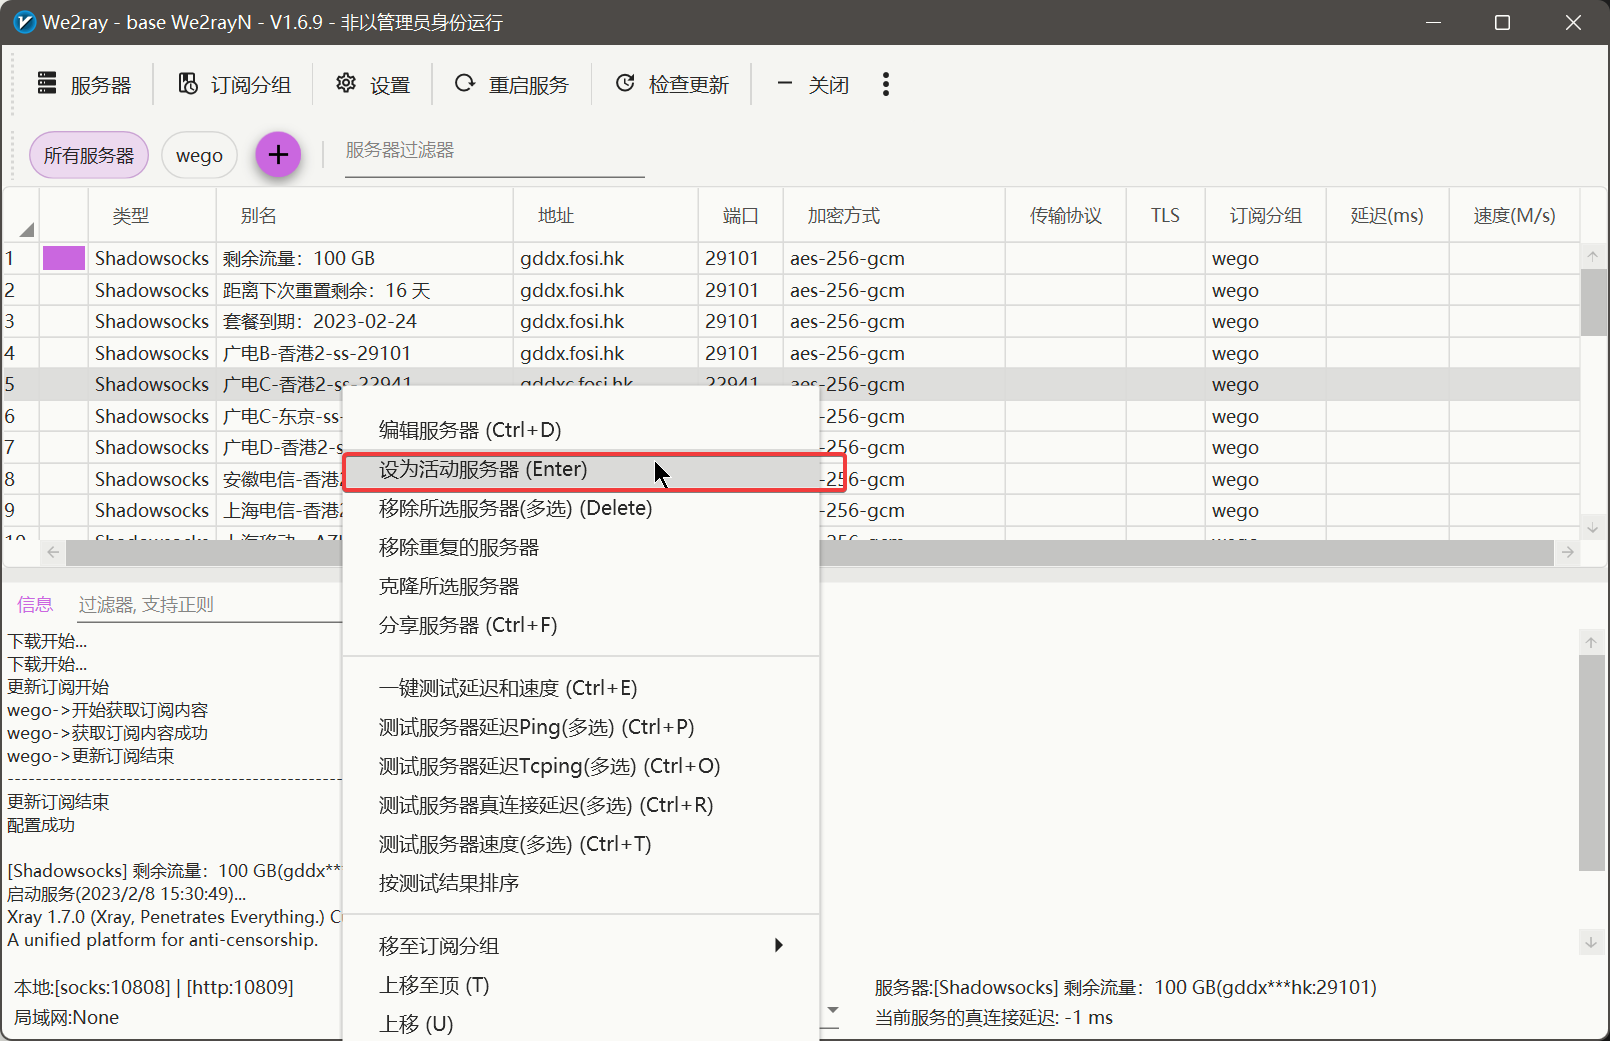 We2ray - base We2rayN - V1.6.9 - 非以管理员身份运行
服务器 订阅分组 设置 重启服务 检查更新 关闭
所有服务器 wego 服务器过滤器
类型 别名 地址 端口 加密方式 传输协议 TLS 订阅分组 延迟(ms) 速度(M/s)
1 Shadowsocks 剩余流量：100 GB gddx.fosi.hk 29101 aes-256-gcm wego
2 Shadowsocks 距离下次重置剩余：16 天 gddx.fosi.hk 29101 aes-256-gcm wego
3 Shadowsocks 套餐到期：2023-02-24 gddx.fosi.hk 29101 aes-256-gcm wego
4 Shadowsocks 广电B-香港2-ss-29101 gddx.fosi.hk 29101 aes-256-gcm wego
5 Shadowsocks 广电C-香港2-ss-22941 gddxc.fosi.hk 22941 aes-256-gcm wego
6 Shadowsocks 广电C-东京-ss- -256-gcm wego
7 Shadowsocks 广电D-香港2-s -256-gcm wego
8 Shadowsocks 安徽电信-香港 -256-gcm wego
9 Shadowsocks 上海电信-香港 -256-gcm wego
10 Shadowsocks 上海移动 -256-gcm wego
编辑服务器 (Ctrl+D)
设为活动服务器 (Enter)
移除所选服务器(多选) (Delete)
移除重复的服务器
克隆所选服务器
分享服务器 (Ctrl+F)
一键测试延迟和速度 (Ctrl+E)
测试服务器延迟Ping(多选) (Ctrl+P)
测试服务器延迟Tcping(多选) (Ctrl+O)
测试服务器真连接延迟(多选) (Ctrl+R)
测试服务器速度(多选) (Ctrl+T)
按测试结果排序
移至订阅分组
上移至顶 (T)
上移 (U)
信息 过滤器, 支持正则
下载开始...
下载开始...
更新订阅开始
wego->开始获取订阅内容
wego->获取订阅内容成功
wego->更新订阅结束
------------------------------------------------------
更新订阅结束
配置成功
[Shadowsocks] 剩余流量：100 GB(gddx**
启动服务(2023/2/8 15:30:49)...
Xray 1.7.0 (Xray, Penetrates Everything.) C
A unified platform for anti-censorship.
本地:[socks:10808] | [http:10809]
局域网:None
服务器:[Shadowsocks] 剩余流量：100 GB(gddx***hk:29101)
当前服务的真连接延迟: -1 ms